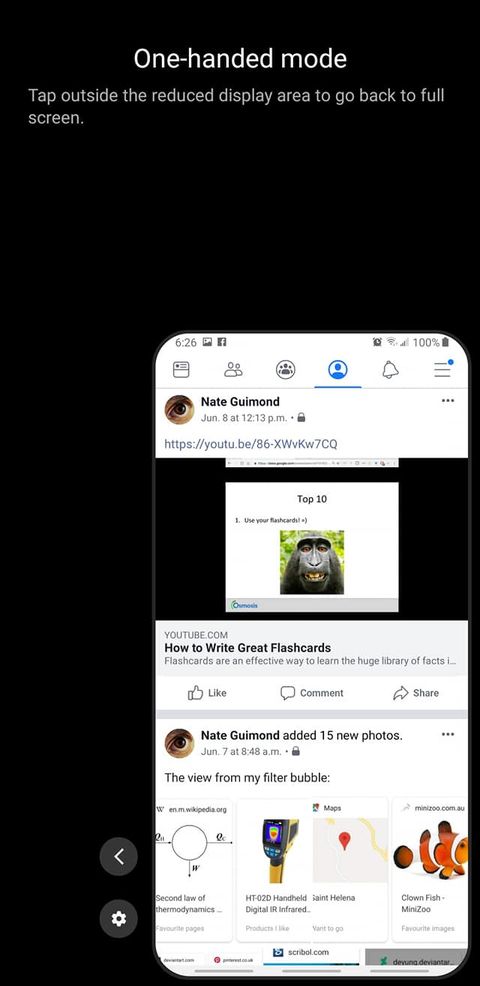 One-handed mode
Tap outside the reduced display area to go back to full
screen.
6:26
100%
Nate Guimond
Jun. 8 at 12:13 p.m. •
https://youtu.be/86-XWvKw7CQ
Top 10
1. Use your flashcards! =)
Osmosis
YOUTUBE.COM
How to Write Great Flashcards
Flashcards are an effective way to learn the huge library of facts i...
Like
Comment
Share
Nate Guimond added 15 new photos.
Jun. 7 at 8:48 a.m. •
The view from my filter bubble:
W en.m.wikipedia.org
Maps
minizoo.com.au
QH
QC
W
Second law of
thermodynamics ...
Favourite pages
HT-02D Handheld
Digital IR Infrared..
Products I like
Saint Helena
Want to go
Clown Fish -
MiniZoo
Favourite images
deviantart.com
pinterest.co.uk
scribol.com
devung.deviantar..